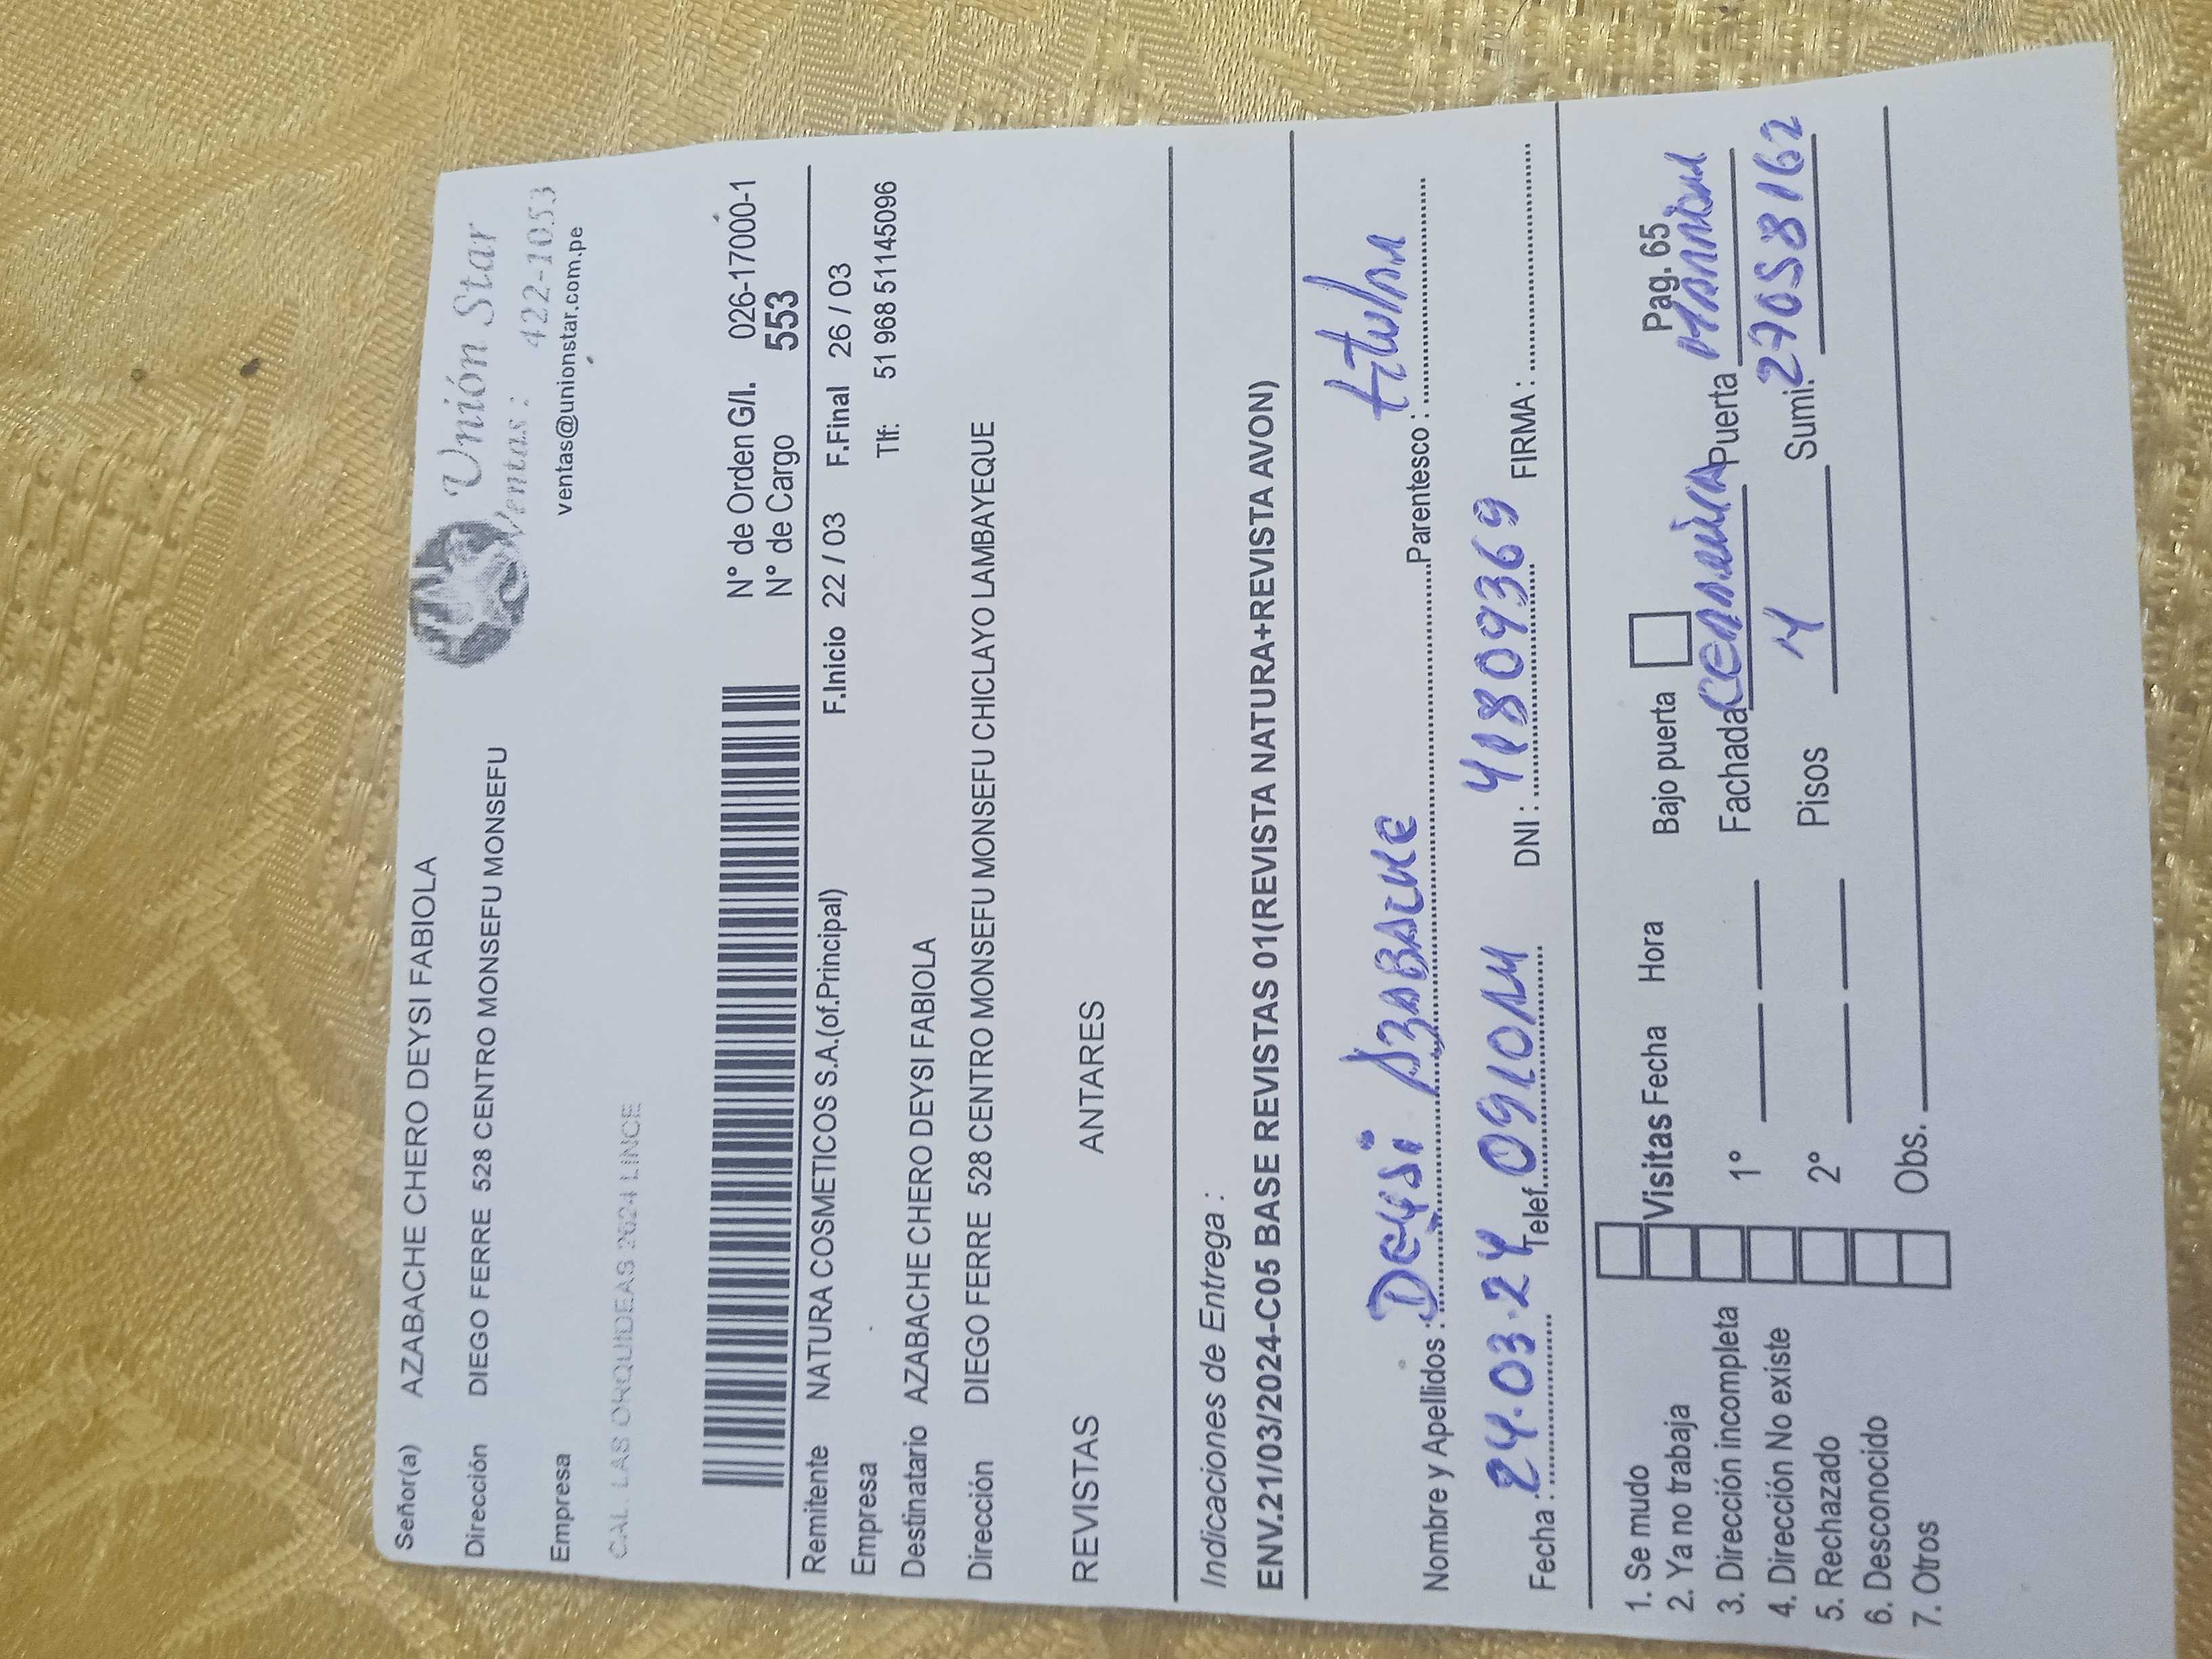 Señor(a) AZABACHE CHERO DEYSI FABIOLA
Unión Star
Ventas: 422-1053
ventas@unionstar.com.pe
Dirección DIEGO FERRE 528 CENTRO MONSEFU MONSEFU
Empresa
CAL. LAS ORQUIDEAS 2624 LINCE
N° de Orden G/I. 026-17000-1
N° de Cargo 553
Remitente NATURA COSMETICOS S.A.(of.Principal) F.Inicio 22 / 03 F.Final 26 / 03
Empresa Tlf: 51 968 51145096
Destinatario AZABACHE CHERO DEYSI FABIOLA
Dirección DIEGO FERRE 528 CENTRO MONSEFU MONSEFU CHICLAYO LAMBAYEQUE
REVISTAS ANTARES
Indicaciones de Entrega :
ENV.21/03/2024-C05 BASE REVISTAS 01(REVISTA NATURA+REVISTA AVON)
Nombre y Apellidos : Deysi AZABACHE Parentesco : titular
Fecha : 24.03.24 Telef. 0910AM DNI : 41809369 FIRMA :
Pag. 65
1. Se mudo
2. Ya no trabaja
3. Dirección incompleta
4. Dirección No existe
5. Rechazado
6. Desconocido
7. Otros
Visitas Fecha Hora Bajo puerta
1° Fachada Puerta marron
2° Pisos 4 Sumi. 27058162
Obs.